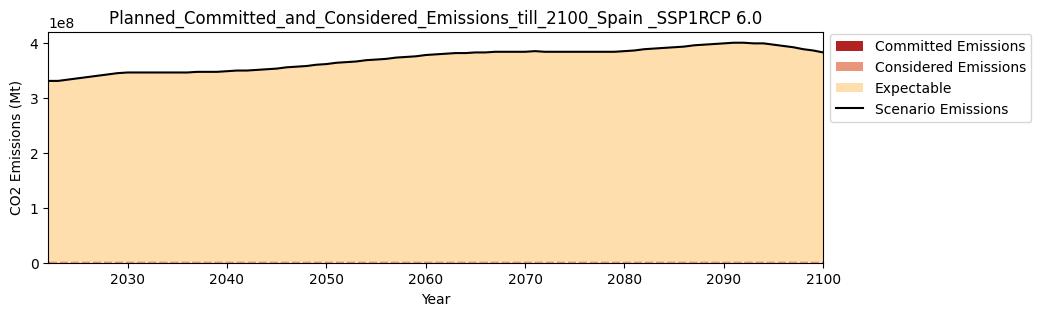 Planned_Committed_and_Considered_Emissions_till_2100_Spain _SSP1RCP 6.0
1e8
4
3
2
1
0
CO2 Emissions (Mt)
2030 2040 2050 2060 2070 2080 2090 2100
Year
Committed Emissions
Considered Emissions
Expectable
Scenario Emissions